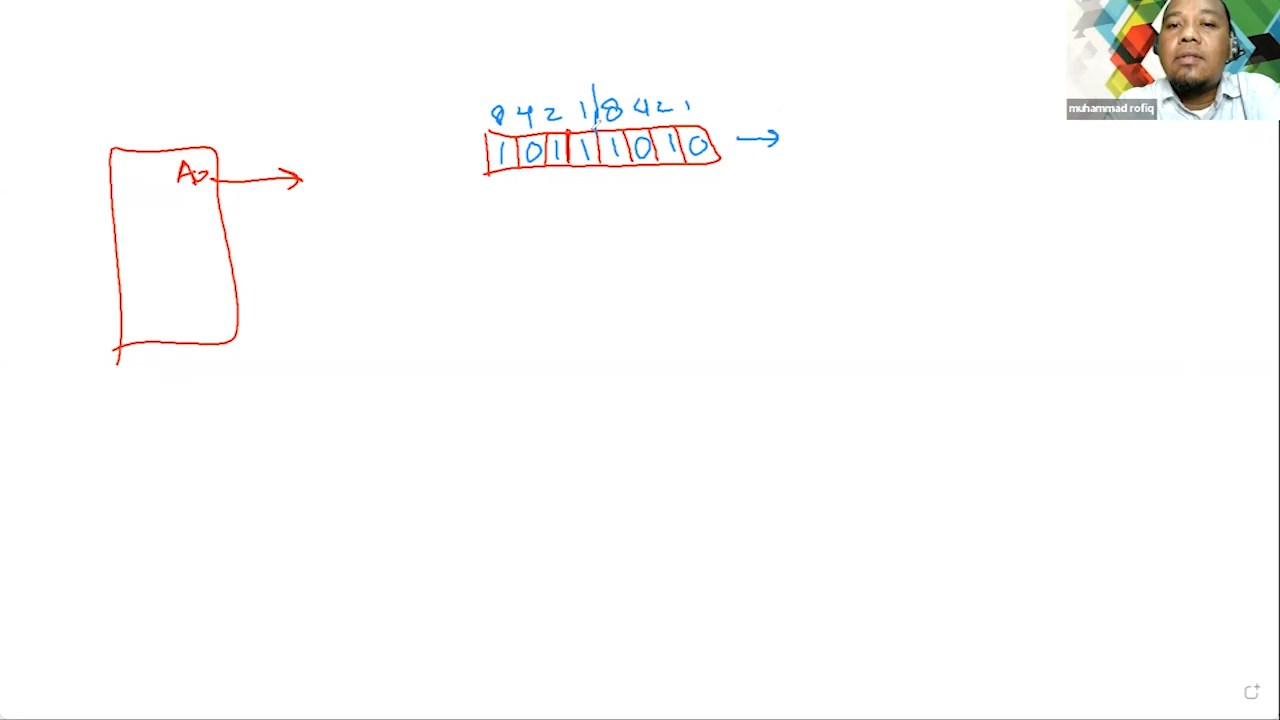 muhammad rofiq
8 4 2 1 8 4 2 1
1 0 1 1 1 0 1 0
A0